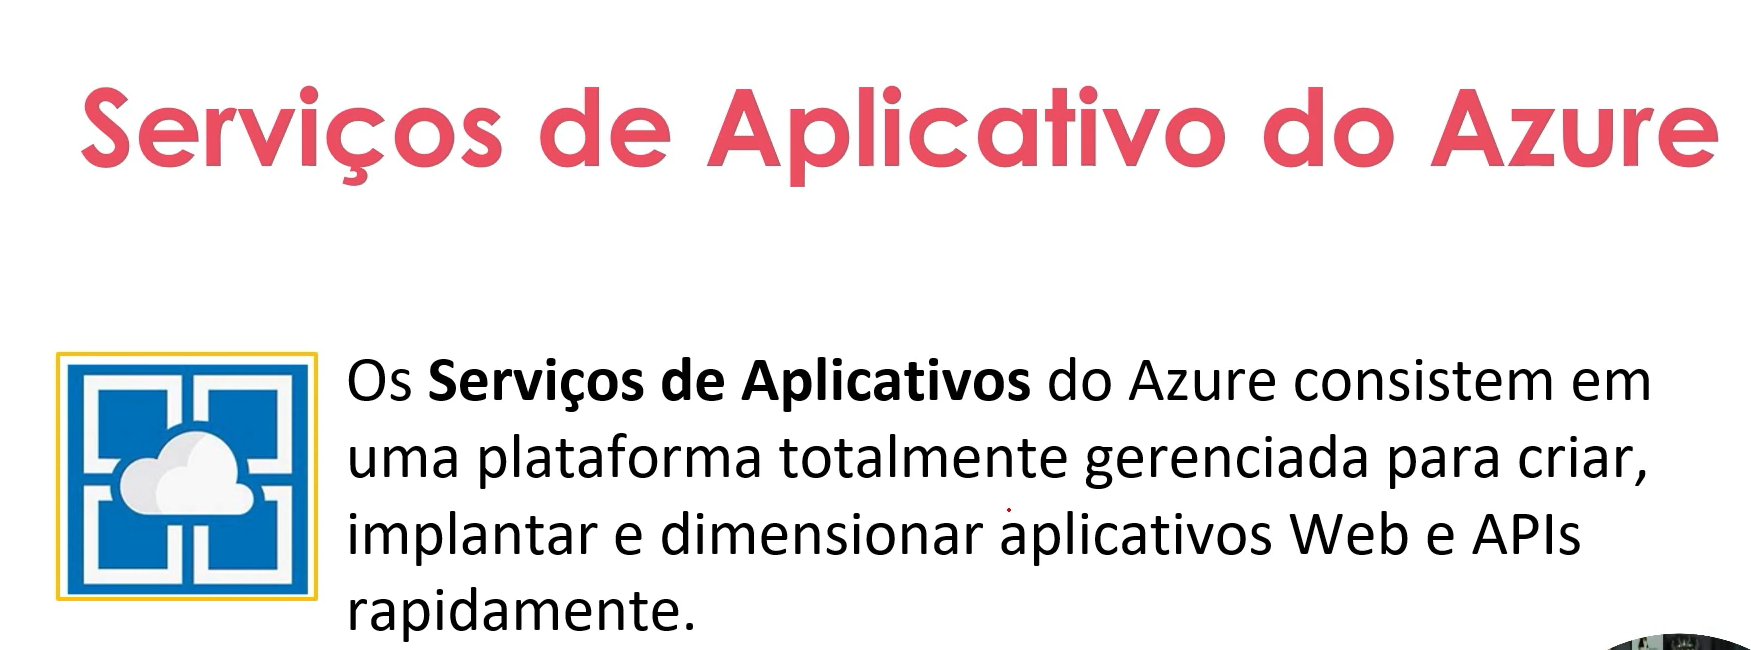 Serviços de Aplicativo do Azure
Os Serviços de Aplicativos do Azure consistem em
uma plataforma totalmente gerenciada para criar,
implantar e dimensionar aplicativos Web e APIs
rapidamente.